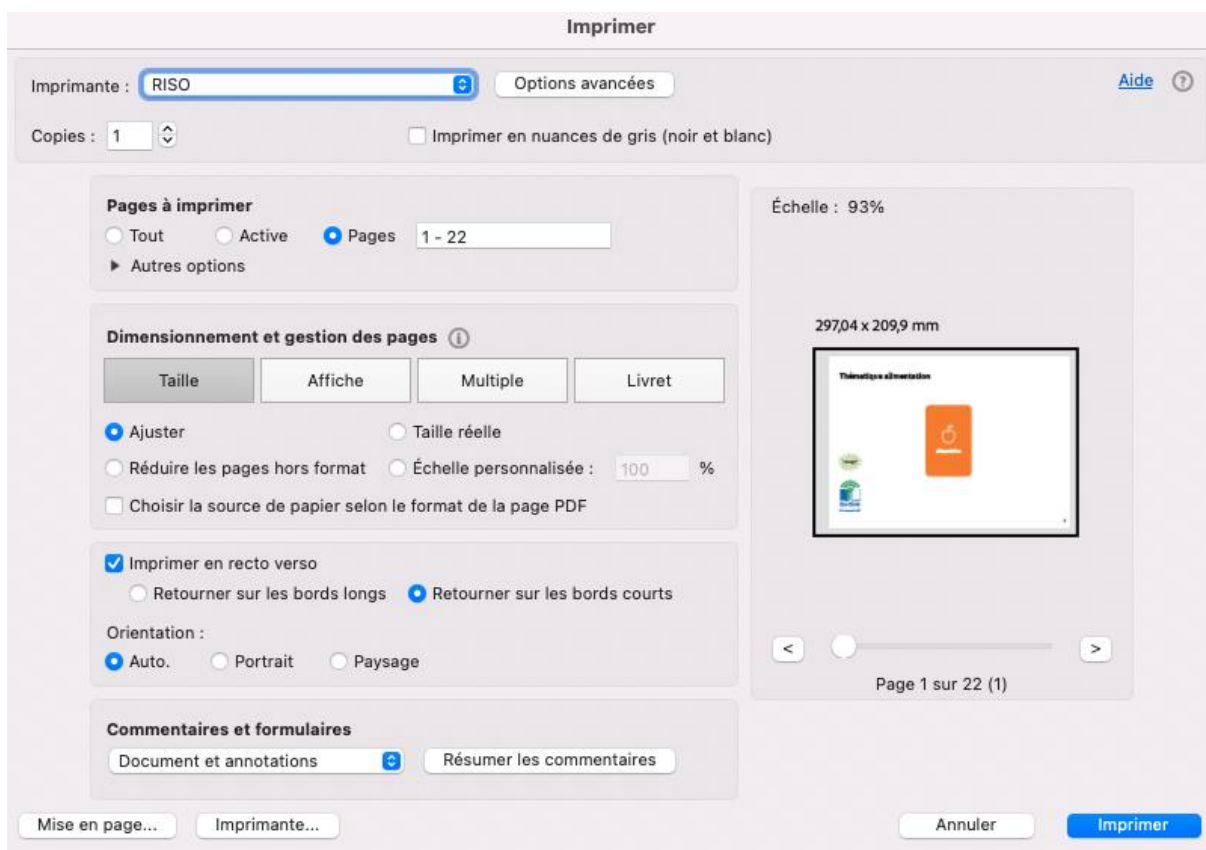 Imprimer
Imprimante : RISO Options avancées Aide ?
Copies : 1 Imprimer en nuances de gris (noir et blanc)
Pages à imprimer
Tout Active Pages 1 - 22
Autres options
Dimensionnement et gestion des pages i
Taille Affiche Multiple Livret
Ajuster Taille réelle
Réduire les pages hors format Échelle personnalisée : 100 %
Choisir la source de papier selon le format de la page PDF
Imprimer en recto verso
Retourner sur les bords longs Retourner sur les bords courts
Orientation :
Auto. Portrait Paysage
Commentaires et formulaires
Document et annotations Résumer les commentaires
Échelle : 93%
297,04 x 209,9 mm
Thématique alimentation
< >
Page 1 sur 22 (1)
Mise en page... Imprimante... Annuler Imprimer